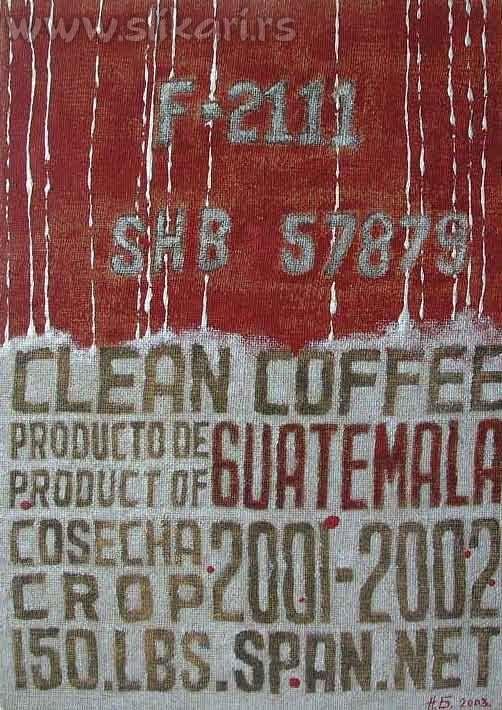 www.slikari.rs
F-2111
SHB 57879
CLEAN COFFEE
PRODUCTO DE
PRODUCT OF
GUATEMALA
COSECHA
CROP
2001-2002
150.LBS.SPAN.NET
Н.Б. 2003.